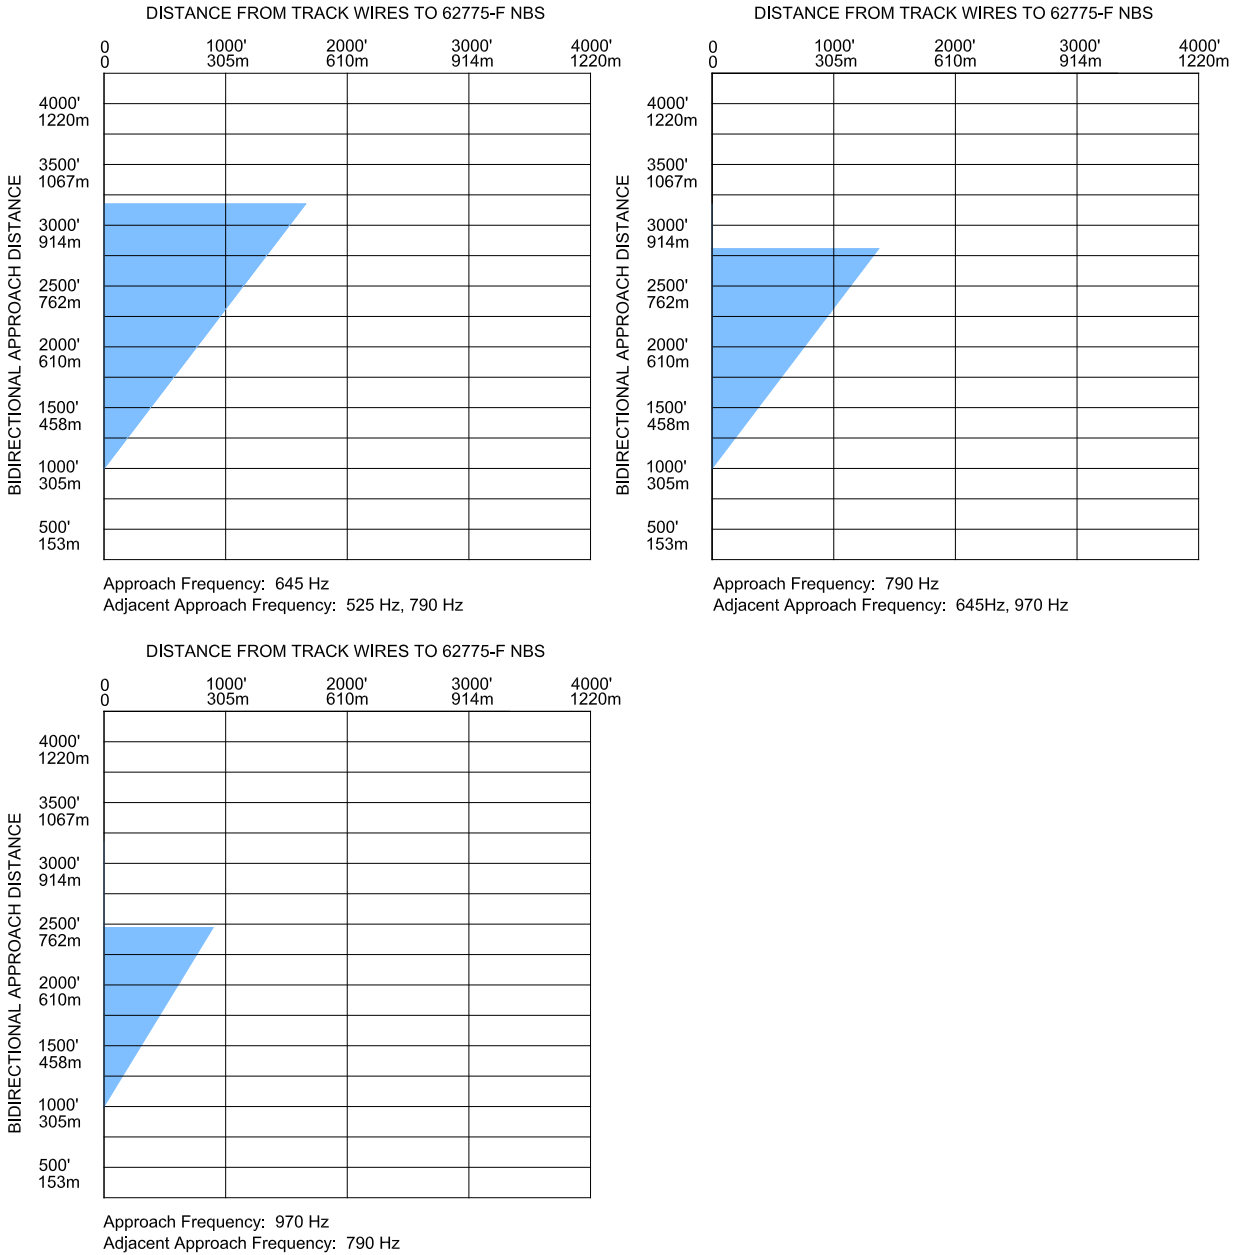 DISTANCE FROM TRACK WIRES TO 62775-F NBS
0 1000' 2000' 3000' 4000'
0 305m 610m 914m 1220m
BIDIRECTIONAL APPROACH DISTANCE
4000'
1220m
3500'
1067m
3000'
914m
2500'
762m
2000'
610m
1500'
458m
1000'
305m
500'
153m
Approach Frequency: 645 Hz
Adjacent Approach Frequency: 525 Hz, 790 Hz
DISTANCE FROM TRACK WIRES TO 62775-F NBS
0 1000' 2000' 3000' 4000'
0 305m 610m 914m 1220m
BIDIRECTIONAL APPROACH DISTANCE
4000'
1220m
3500'
1067m
3000'
914m
2500'
762m
2000'
610m
1500'
458m
1000'
305m
500'
153m
Approach Frequency: 790 Hz
Adjacent Approach Frequency: 645Hz, 970 Hz
DISTANCE FROM TRACK WIRES TO 62775-F NBS
0 1000' 2000' 3000' 4000'
0 305m 610m 914m 1220m
BIDIRECTIONAL APPROACH DISTANCE
4000'
1220m
3500'
1067m
3000'
914m
2500'
762m
2000'
610m
1500'
458m
1000'
305m
500'
153m
Approach Frequency: 970 Hz
Adjacent Approach Frequency: 790 Hz